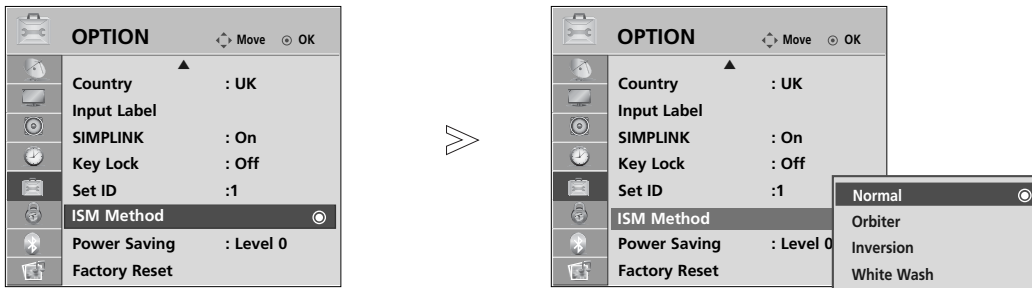 OPTION Move OK
Country : UK
Input Label
SIMPLINK : On
Key Lock : Off
Set ID :1
ISM Method
Power Saving : Level 0
Factory Reset
OPTION Move OK
Country : UK
Input Label
SIMPLINK : On
Key Lock : Off
Set ID :1
ISM Method
Power Saving : Level 0
Factory Reset
Normal
Orbiter
Inversion
White Wash